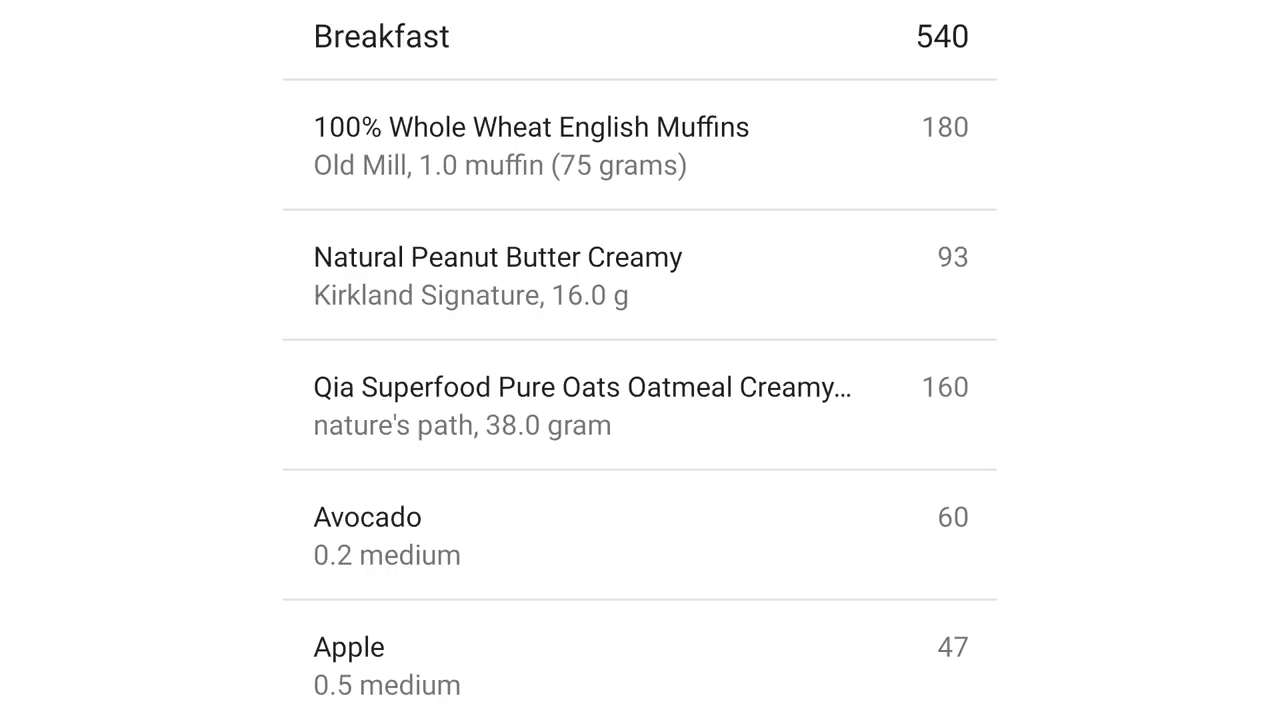 Breakfast 540
100% Whole Wheat English Muffins 180
Old Mill, 1.0 muffin (75 grams)
Natural Peanut Butter Creamy 93
Kirkland Signature, 16.0 g
Qia Superfood Pure Oats Oatmeal Creamy... 160
nature's path, 38.0 gram
Avocado 60
0.2 medium
Apple 47
0.5 medium